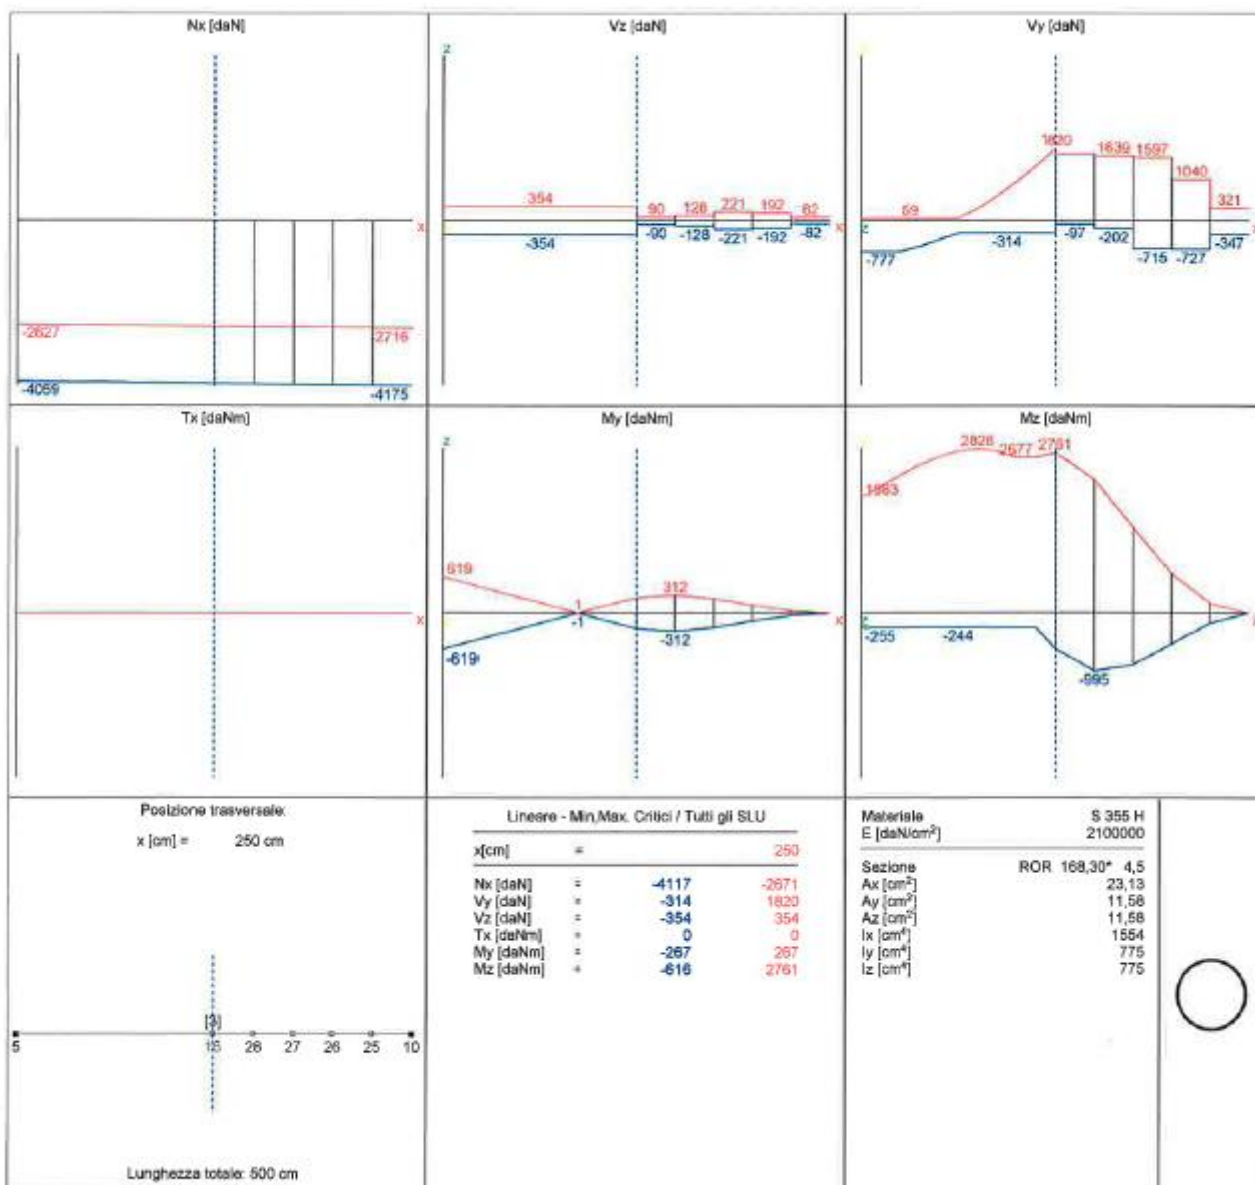 Nx [daN]
x
-2627
-2716
-4059
-4175
Vz [daN]
z
354
90
128
221
192
82
x
-354
-90
-128
-221
-192
-82
Vy [daN]
1820
1639
1597
1040
321
59
z
x
-314
-97
-202
-347
-777
-715
-727
Tx [daNm]
x
My [daNm]
z
619
1
312
x
-1
-312
-619
Mz [daNm]
2828
2677
2761
z
-255
-244
-995
Posizione trasversale:
x [cm] = 250 cm
[3]
5
15
28
27
26
25
10
Lunghezza totale: 500 cm
Lineare - Min,Max. Critici / Tutti gli SLU
x[cm] = 250
Nx [daN] = -4117 -2671
Vy [daN] = -314 1820
Vz [daN] = -354 354
Tx [daNm] = 0 0
My [daNm] = -267 267
Mz [daNm] = -616 2761
Materiale S 355 H
E [daN/cm²] 2100000
Sezione ROR 168,30* 4,5
Ax [cm²] 23,13
Ay [cm²] 11,58
Az [cm²] 11,58
Ix [cm⁴] 1554
Iy [cm⁴] 775
Iz [cm⁴] 775